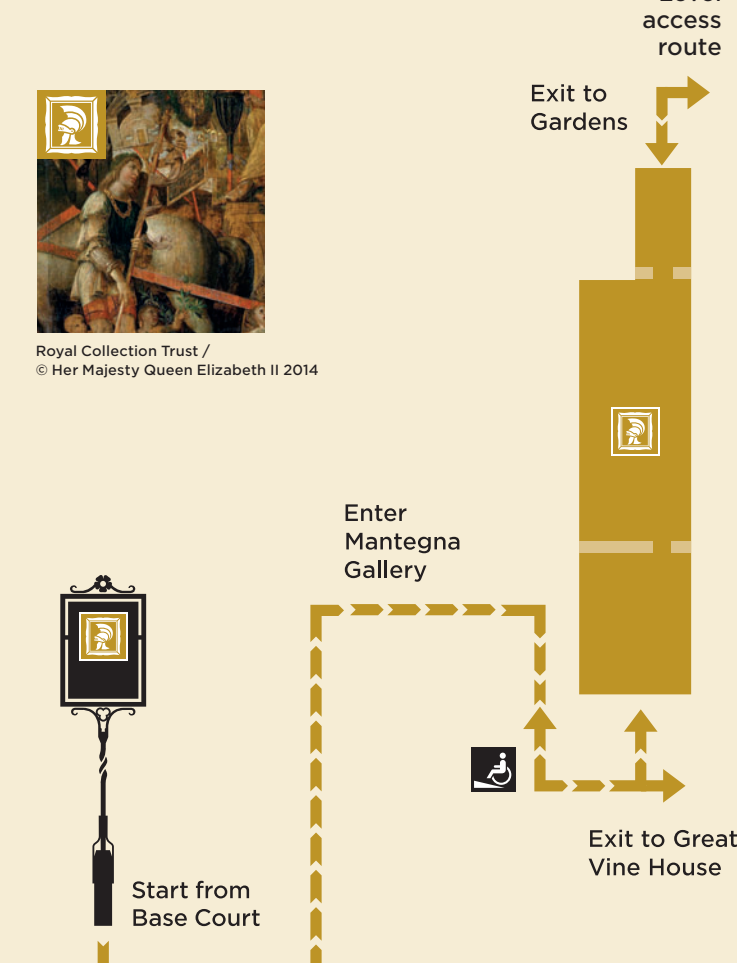 access
route
Exit to
Gardens
Royal Collection Trust /
© Her Majesty Queen Elizabeth II 2014
Enter
Mantegna
Gallery
Start from
Base Court
Exit to Great
Vine House